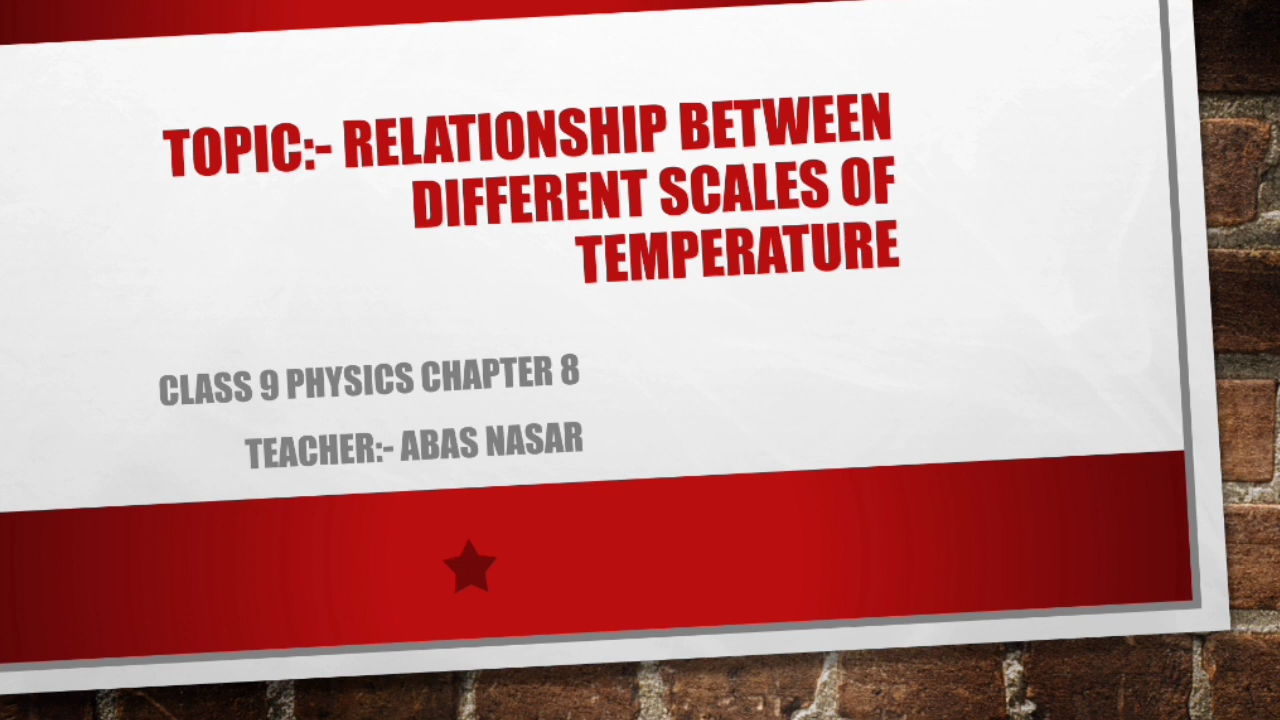 TOPIC:- RELATIONSHIP BETWEEN
DIFFERENT SCALES OF
TEMPERATURE
CLASS 9 PHYSICS CHAPTER 8
TEACHER:- ABAS NASAR